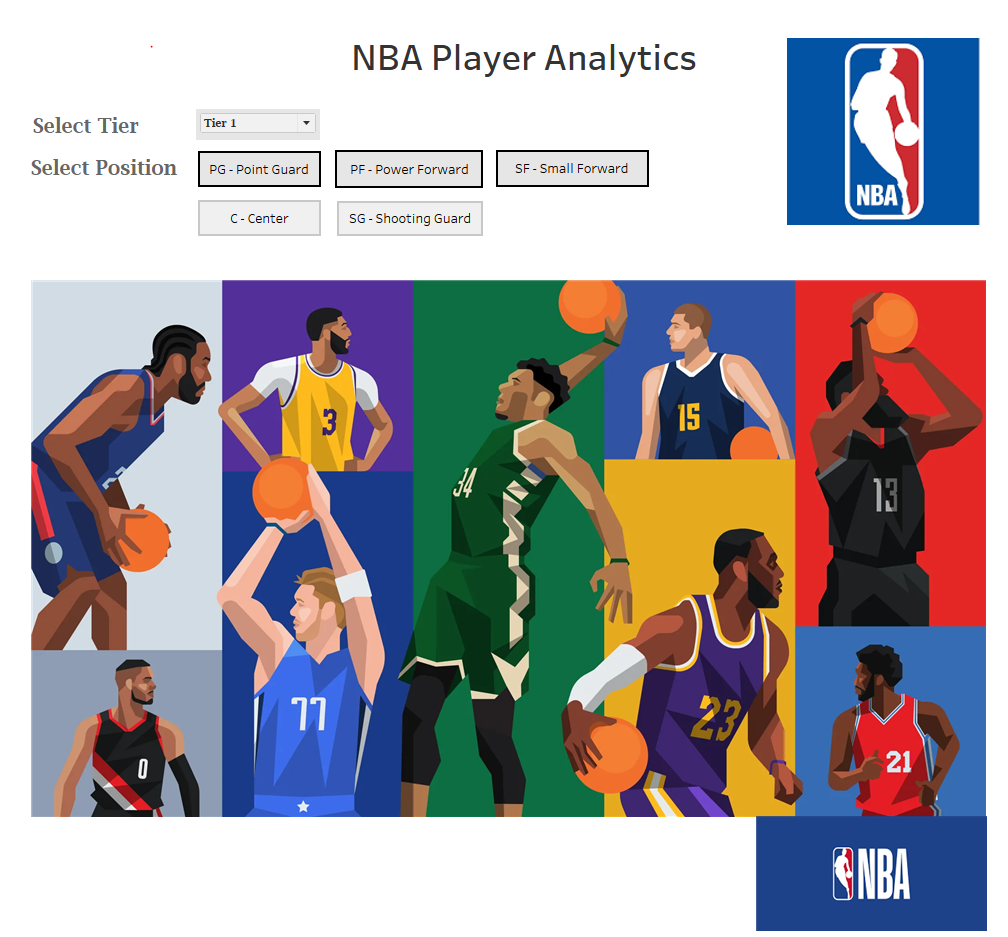 NBA Player Analytics
NBA
Select Tier
Tier 1
Select Position
PG - Point Guard
PF - Power Forward
SF - Small Forward
C - Center
SG - Shooting Guard
3
15
34
13
77
23
0
21
NBA